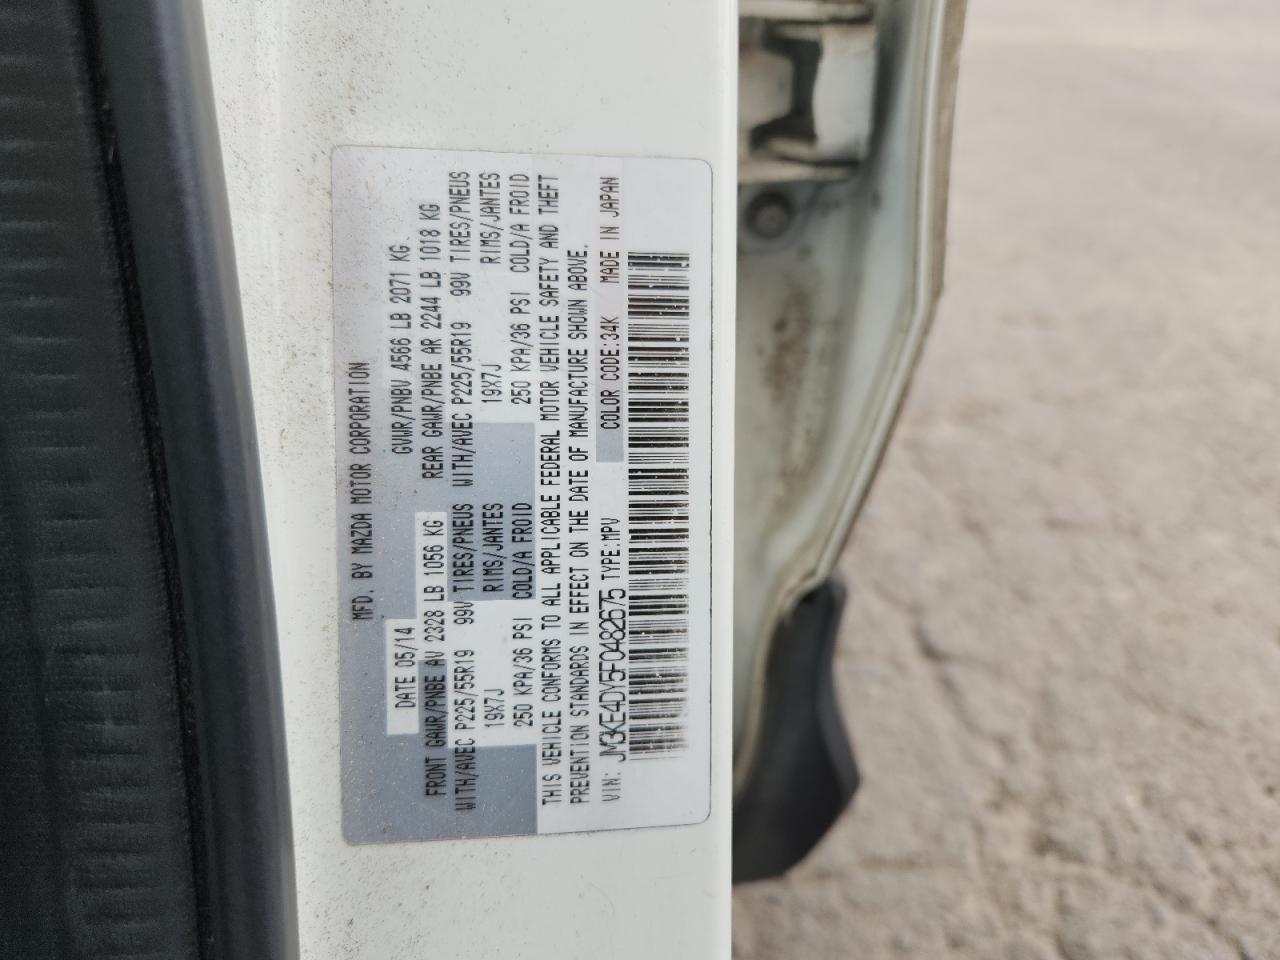 MFD. BY MAZDA MOTOR CORPORATION
DATE 05/14 GVWR/PNBV 4566 LB 2071 KG.
FRONT GAWR/PNBE AV 2328 LB 1056 KG REAR GAWR/PNBE AR 2244 LB 1018 KG
WITH/AVEC P225/55R19 99V TIRES/PNEUS WITH/AVEC P225/55R19 99V TIRES/PNEUS
19X7J RIMS/JANTES 19X7J RIMS/JANTES
250 KPA/36 PSI COLD/A FROID 250 KPA/36 PSI COLD/A FROID
THIS VEHICLE CONFORMS TO ALL APPLICABLE FEDERAL MOTOR VEHICLE SAFETY AND THEFT
PREVENTION STANDARDS IN EFFECT ON THE DATE OF MANUFACTURE SHOWN ABOVE.
VIN: JM3KE4DY5F0482675 TYPE:MPV COLOR CODE:34K MADE IN JAPAN